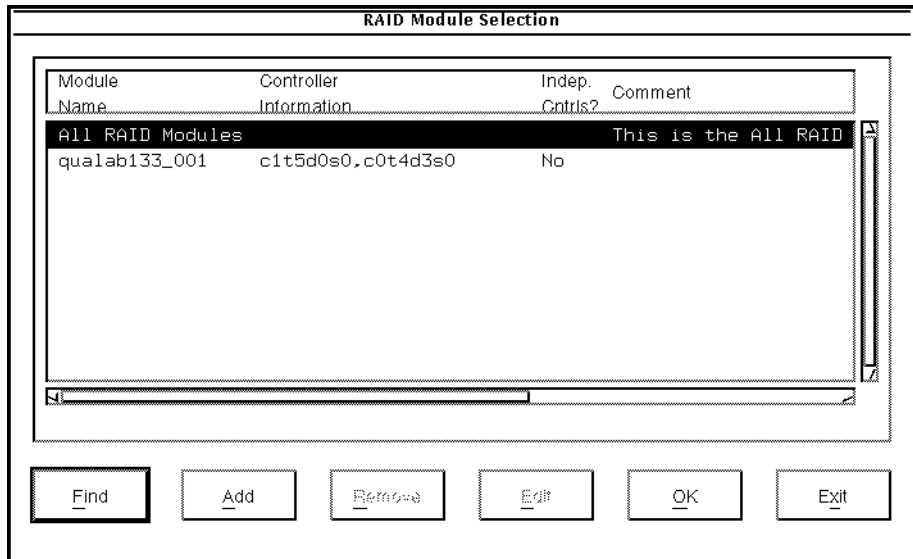 RAID Module Selection
Module Name Controller Information Indep. Cntrls? Comment
All RAID Modules This is the All RAID
qualab133_001 c1t5d0s0,c0t4d3s0 No
Find Add Remove Edit OK Exit